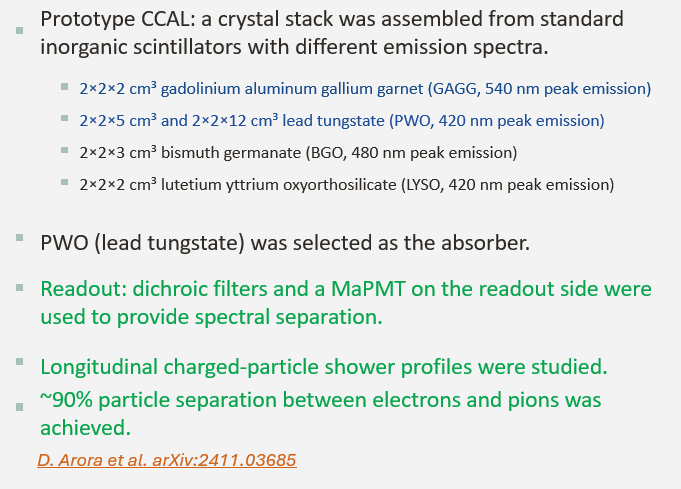 Prototype CCAL: a crystal stack was assembled from standard
inorganic scintillators with different emission spectra.
2×2×2 cm³ gadolinium aluminum gallium garnet (GAGG, 540 nm peak emission)
2×2×5 cm³ and 2×2×12 cm³ lead tungstate (PWO, 420 nm peak emission)
2×2×3 cm³ bismuth germanate (BGO, 480 nm peak emission)
2×2×2 cm³ lutetium yttrium oxyorthosilicate (LYSO, 420 nm peak emission)
PWO (lead tungstate) was selected as the absorber.
Readout: dichroic filters and a MaPMT on the readout side were
used to provide spectral separation.
Longitudinal charged-particle shower profiles were studied.
~90% particle separation between electrons and pions was
achieved.
D. Arora et al. arXiv:2411.03685